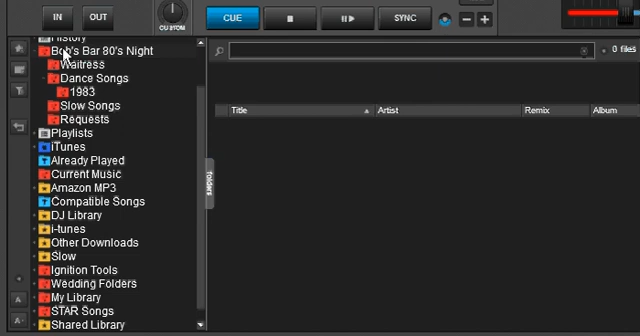 IN OUT CUSTOM CUE SYNC
History
0 files
Bob's Bar 80's Night
Waitress
Dance Songs
1983
Slow Songs
Requests
Playlists
iTunes
Already Played
Current Music
Amazon MP3
Compatible Songs
DJ Library
i-tunes
Other Downloads
Slow
Ignition Tools
Wedding Folders
My Library
STAR Songs
Shared Library
folders
Title Artist Remix Album
A
A